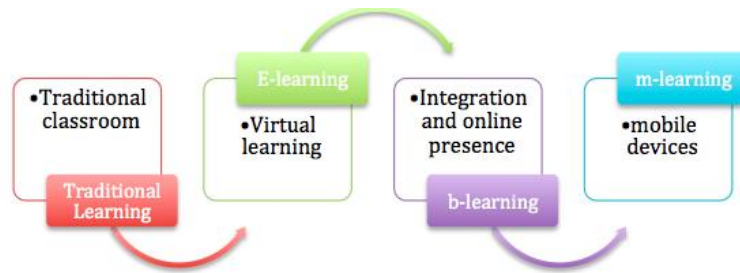 •Traditional
classroom
Traditional
Learning
E-learning
•Virtual
learning
•Integration
and online
presence
b-learning
m-learning
•mobile
devices